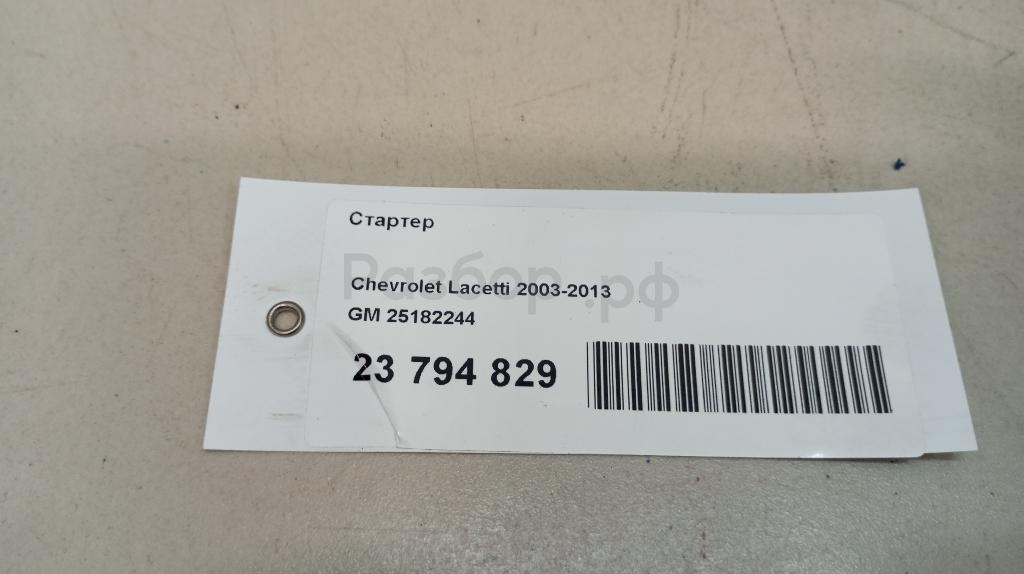 Стартер
Разбор.рф
Chevrolet Lacetti 2003-2013
GM 25182244
23 794 829